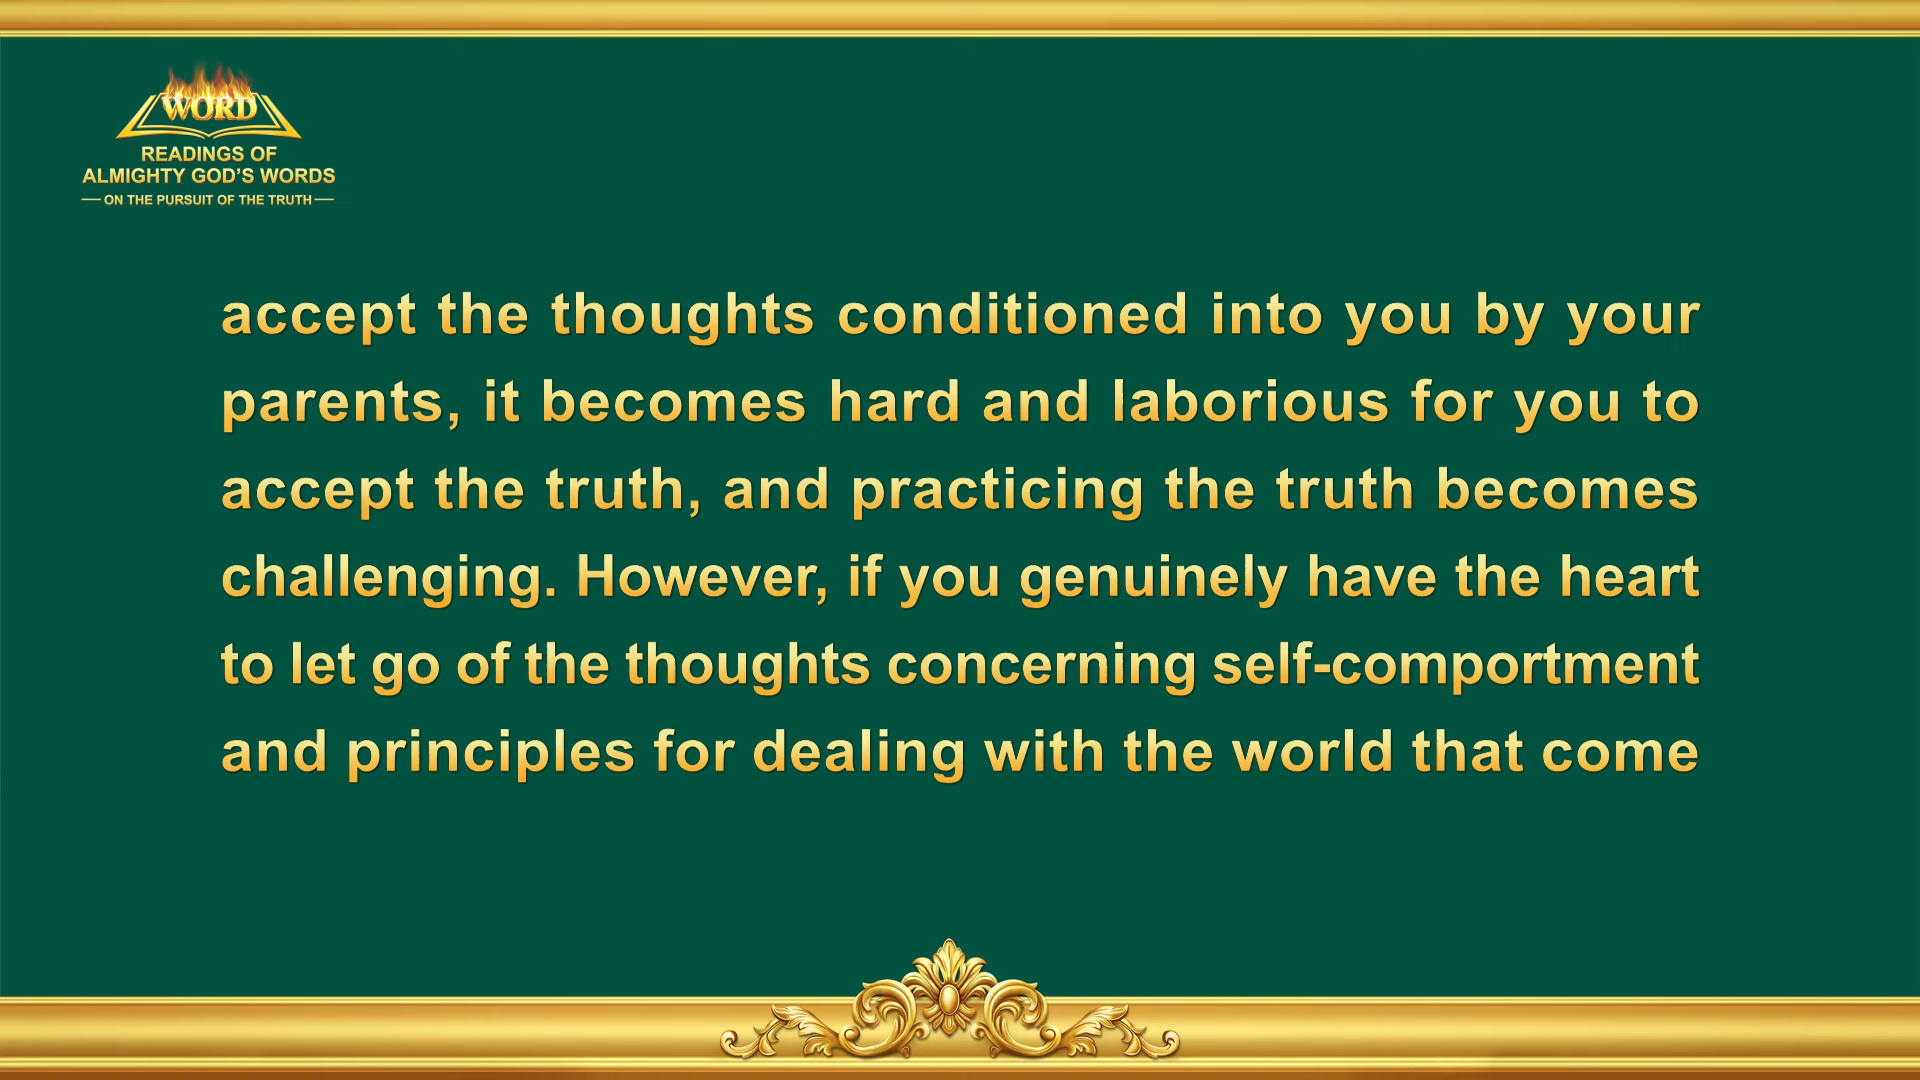 WORD
READINGS OF
ALMIGHTY GOD'S WORDS
ON THE PURSUIT OF THE TRUTH
accept the thoughts conditioned into you by your
parents, it becomes hard and laborious for you to
accept the truth, and practicing the truth becomes
challenging. However, if you genuinely have the heart
to let go of the thoughts concerning self-comportment
and principles for dealing with the world that come